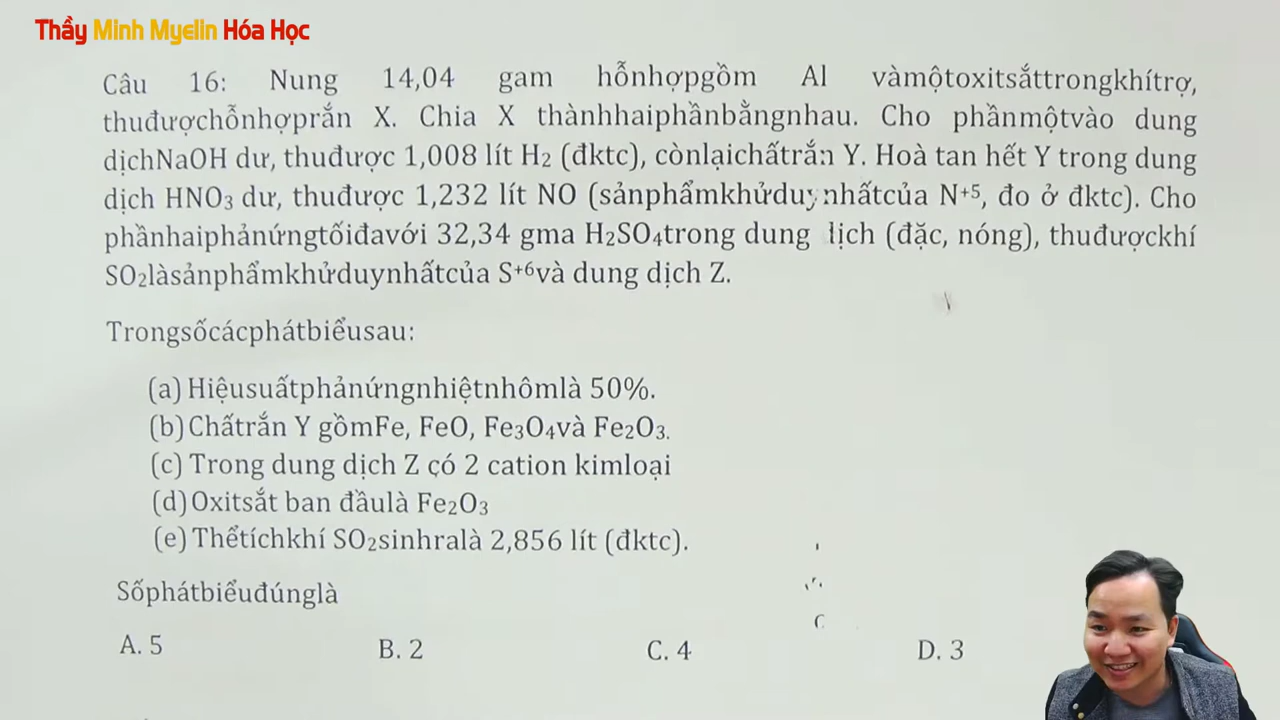 Thầy Minh Myelin Hóa Học
Câu 16: Nung 14,04 gam hỗnhợpgồm Al vàmộtoxitsắttrongkhítrơ,
thuđượchỗnhợprắn X. Chia X thànhhaiphầnbằngnhau. Cho phầnmộtvào dung
dịchNaOH dư, thuđược 1,008 lít H₂ (đktc), cònlạichấtrắn Y. Hoà tan hết Y trong dung
dịch HNO₃ dư, thuđược 1,232 lít NO (sảnphẩmkhửduynhấtcủa N⁺⁵, đo ở đktc). Cho
phầnhaiphảnứngtốiđavới 32,34 gma H₂SO₄trong dung dịch (đặc, nóng), thuđượckhí
SO₂làsảnphẩmkhửduynhấtcủa S⁺⁶và dung dịch Z.
Trongsốcácphátbiểusau:
(a) Hiệusuấtphảnứngnhiệtnhômlà 50%.
(b) Chấtrắn Y gồmFe, FeO, Fe₃O₄và Fe₂O₃.
(c) Trong dung dịch Z có 2 cation kimloại
(d) Oxitsắt ban đầulà Fe₂O₃
(e) Thểtíchkhí SO₂sinhralà 2,856 lít (đktc).
Sốphátbiểuđúnglà
A. 5 B. 2 C. 4 D. 3